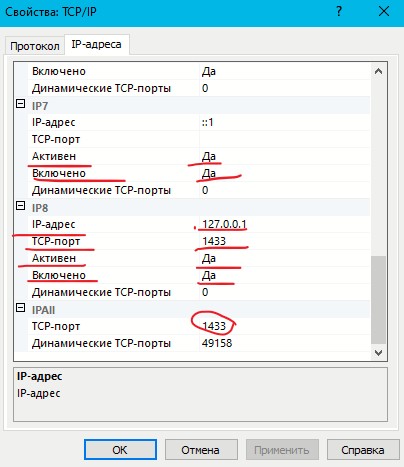 Свойства: TCP/IP ? ×
Протокол IP-адреса
Включено Да
Динамические TCP-порты 0
IP7
IP-адрес ::1
TCP-порт
Активен Да
Включено Да
Динамические TCP-порты 0
IP8
IP-адрес 127.0.0.1
TCP-порт 1433
Активен Да
Включено Да
Динамические TCP-порты 0
IPAll
TCP-порт 1433
Динамические TCP-порты 49158
IP-адрес
IP-адрес
ОК Отмена Применить Справка